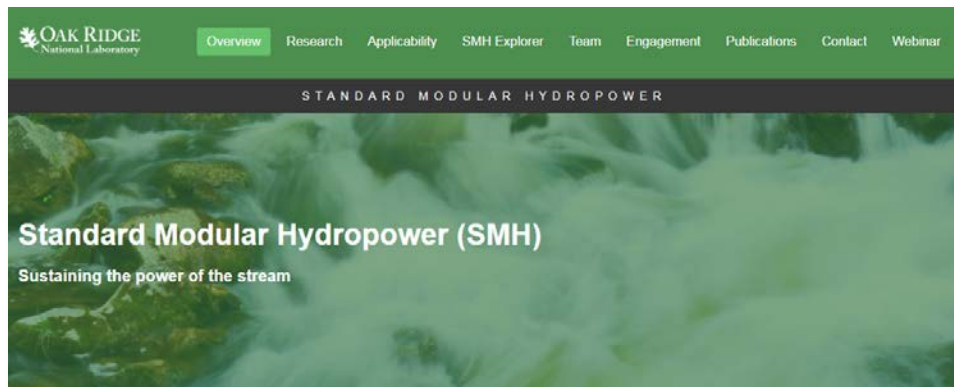 OAK RIDGE
National Laboratory
Overview Research Applicability SMH Explorer Team Engagement Publications Contact Webinar
STANDARD MODULAR HYDROPOWER
Standard Modular Hydropower (SMH)
Sustaining the power of the stream